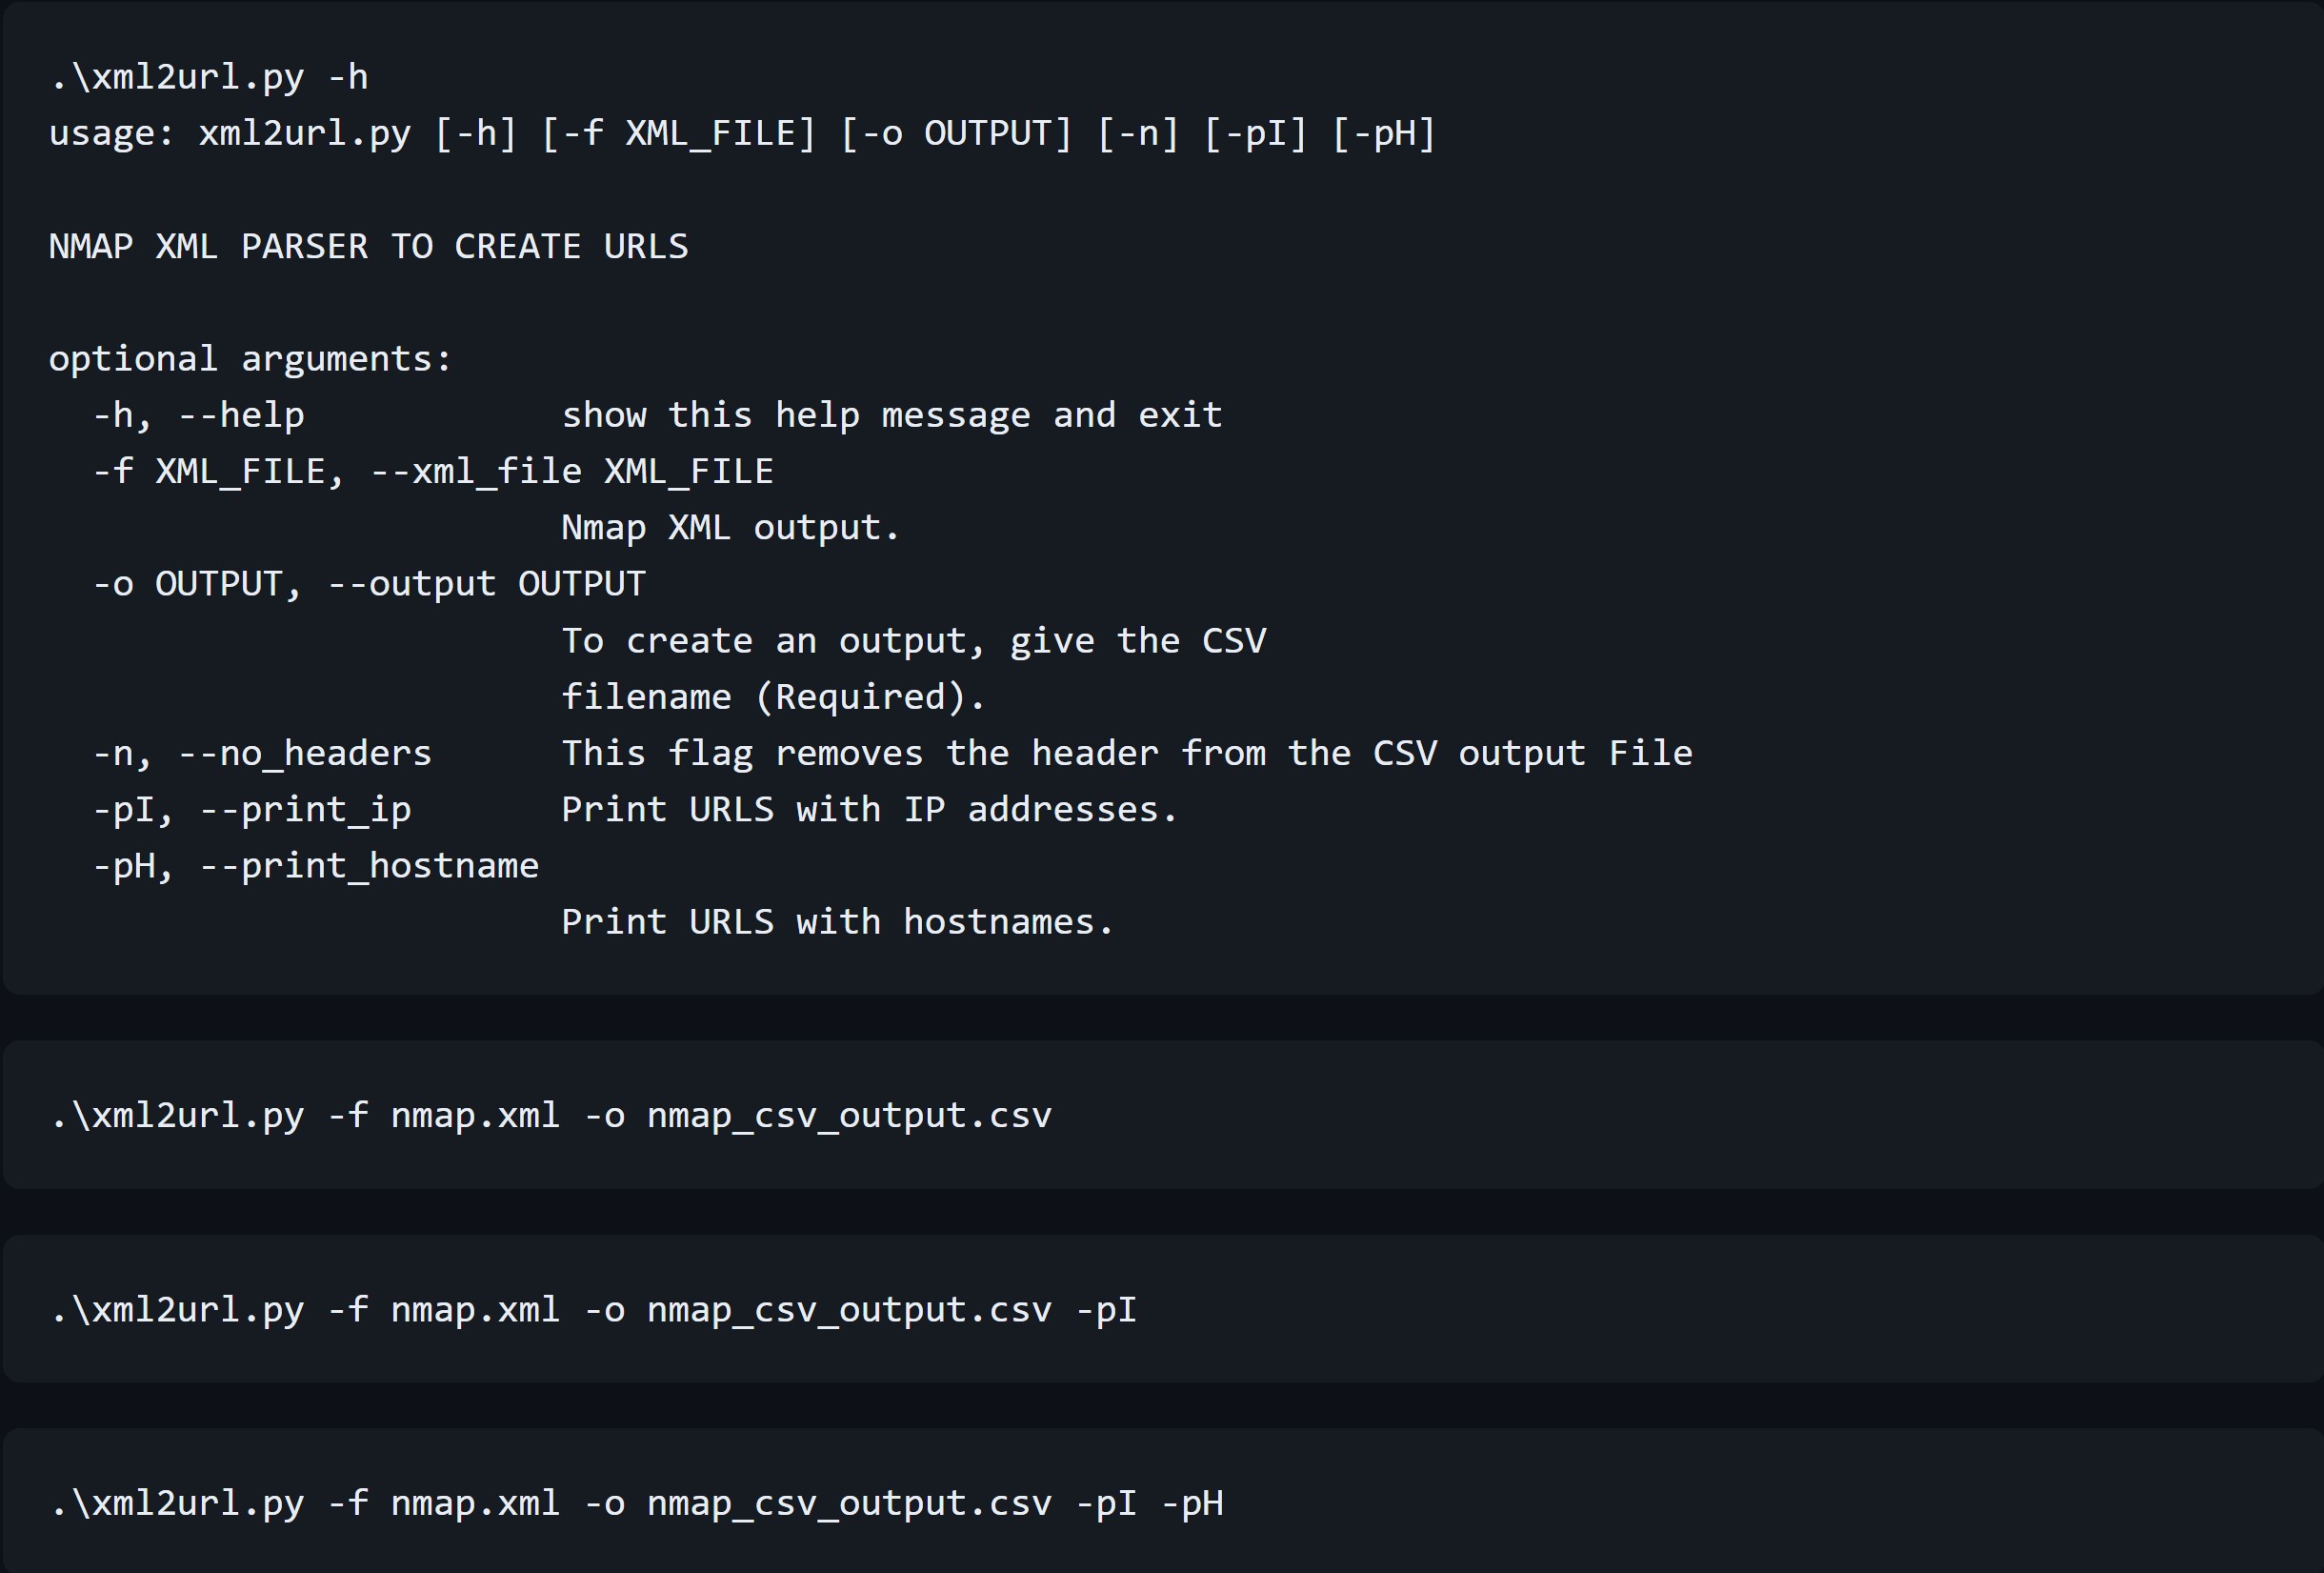 .\xml2url.py -h
usage: xml2url.py [-h] [-f XML_FILE] [-o OUTPUT] [-n] [-pI] [-pH]
NMAP XML PARSER TO CREATE URLS
optional arguments:
  -h, --help            show this help message and exit
  -f XML_FILE, --xml_file XML_FILE
                        Nmap XML output.
  -o OUTPUT, --output OUTPUT
                        To create an output, give the CSV
                        filename (Required).
  -n, --no_headers      This flag removes the header from the CSV output File
  -pI, --print_ip       Print URLS with IP addresses.
  -pH, --print_hostname
                        Print URLS with hostnames.
.\xml2url.py -f nmap.xml -o nmap_csv_output.csv
.\xml2url.py -f nmap.xml -o nmap_csv_output.csv -pI
.\xml2url.py -f nmap.xml -o nmap_csv_output.csv -pI -pH